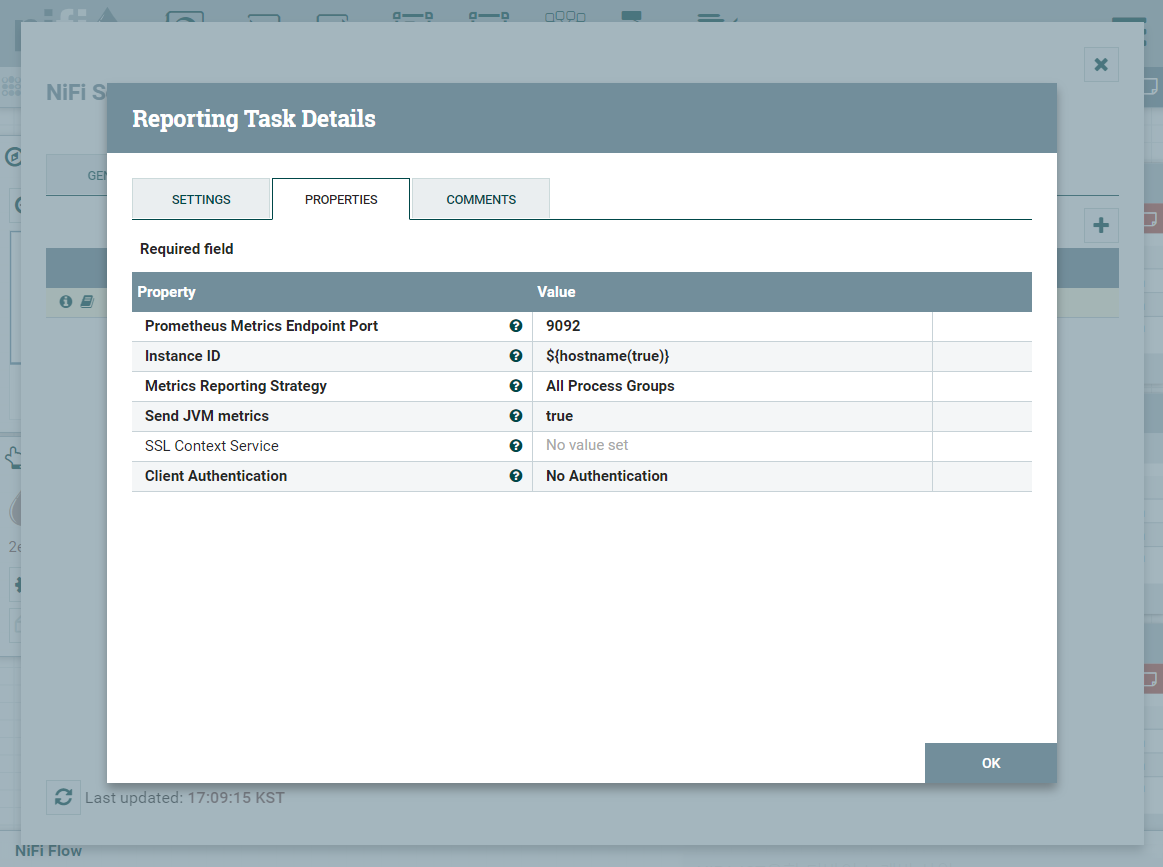 nifi
NiFi S
Reporting Task Details
GEN
SETTINGS PROPERTIES COMMENTS
Required field
Property Value
Prometheus Metrics Endpoint Port 9092
Instance ID ${hostname(true)}
Metrics Reporting Strategy All Process Groups
Send JVM metrics true
SSL Context Service No value set
Client Authentication No Authentication
2e
OK
Last updated: 17:09:15 KST
NiFi Flow